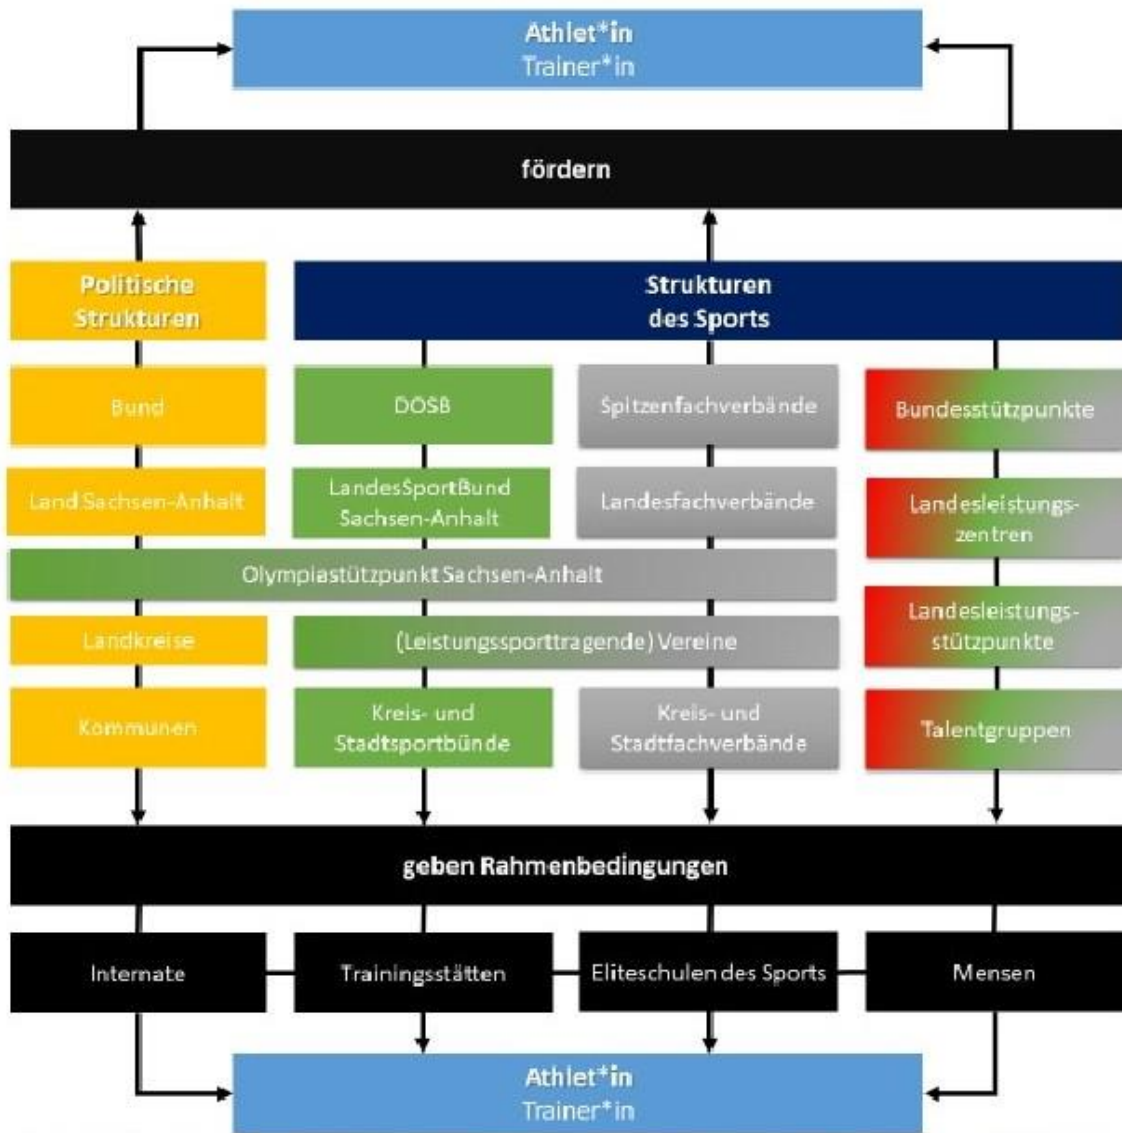 Athlet*in
Trainer*in
fördern
Politische
Strukturen
Strukturen
des Sports
Bund
DOSB
Spitzenfachverbände
Bundesstützpunkte
Land Sachsen-Anhalt
LandesSportBund
Sachsen-Anhalt
Landesfachverbände
Landesleistungs-
zentren
Olympiastützpunkt Sachsen-Anhalt
Landkreise
(Leistungssporttragende) Vereine
Landesleistungs-
stützpunkte
Kommunen
Kreis- und
Stadtsportbünde
Kreis- und
Stadtfachverbände
Talentgruppen
geben Rahmenbedingungen
Internate
Trainingsstätten
Eliteschulen des Sports
Mensen
Athlet*in
Trainer*in